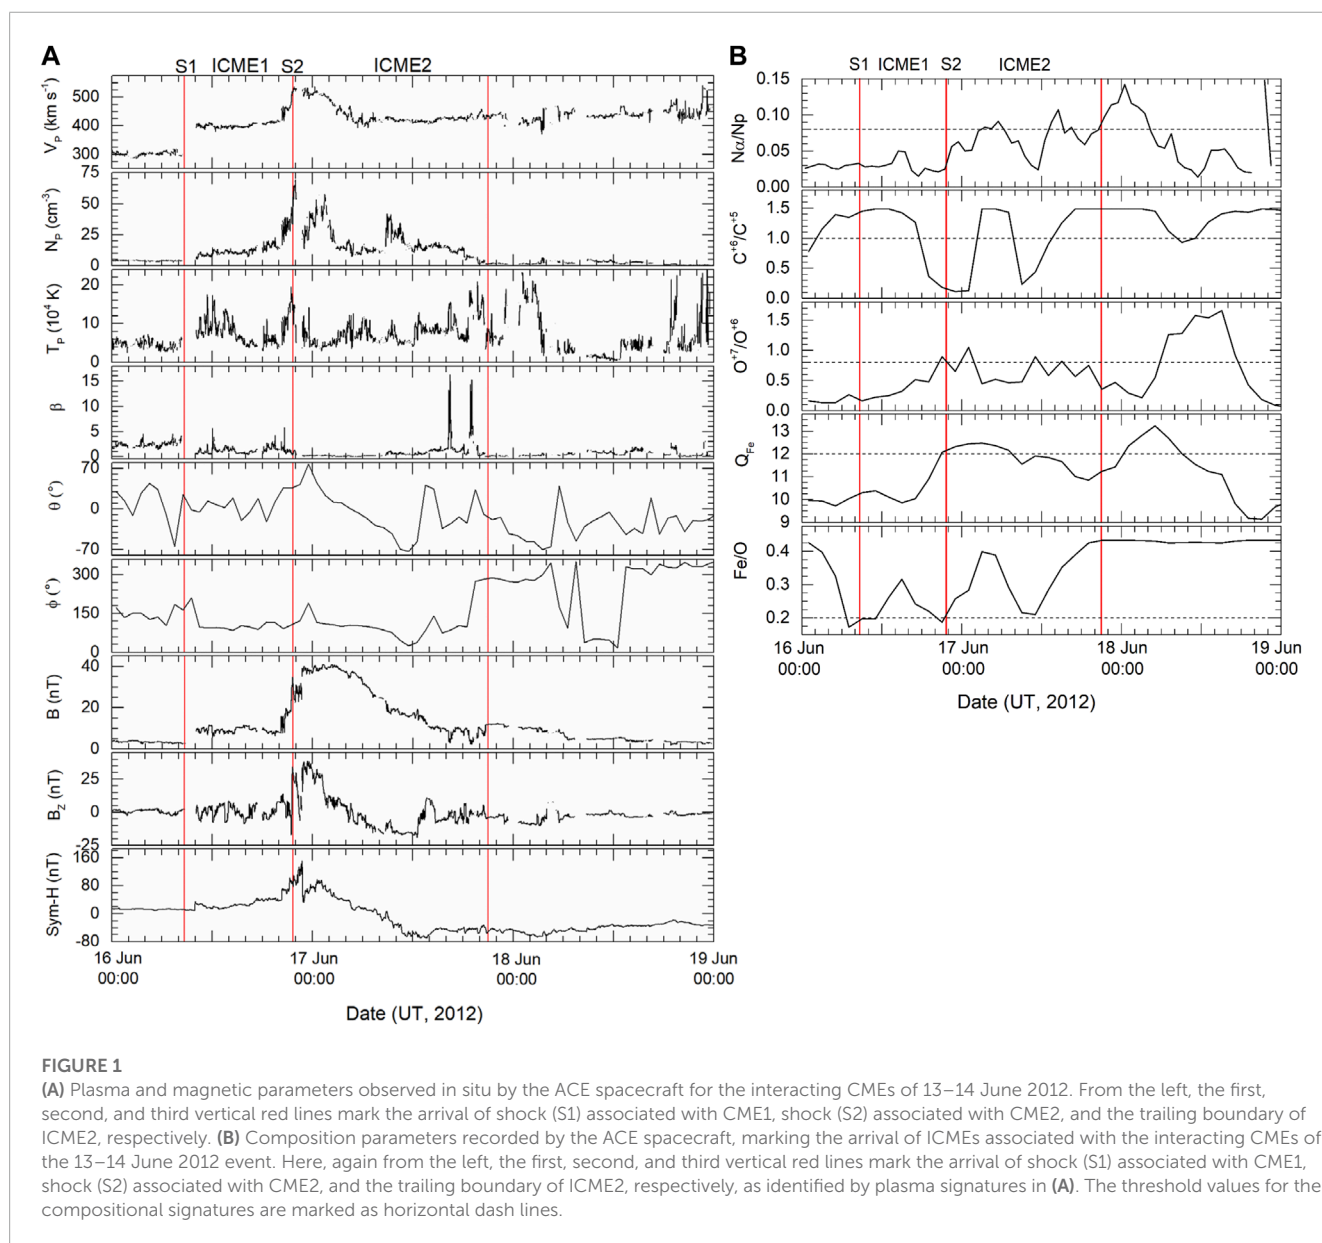 A
S1 ICME1 S2 ICME2
500
400
300
V_P (km s⁻¹)
75
50
25
0
N_P (cm⁻³)
20
10
0
T_P (10⁴ K)
15
10
5
0
β
70
0
-70
θ (°)
300
150
0
ϕ (°)
40
20
0
B (nT)
25
0
-25
B_Z (nT)
160
80
0
-80
Sym-H (nT)
16 Jun 17 Jun 18 Jun 19 Jun
00:00 00:00 00:00 00:00
Date (UT, 2012)
B
S1 ICME1 S2 ICME2
0.15
0.10
0.05
0.00
Nα/Np
1.5
1.0
0.5
0.0
C⁺⁶/C⁺⁵
1.5
1.0
0.5
0.0
O⁺⁷/O⁺⁶
13
12
11
10
9
Q_Fe
0.4
0.3
0.2
Fe/O
16 Jun 17 Jun 18 Jun 19 Jun
00:00 00:00 00:00 00:00
Date (UT, 2012)
FIGURE 1
(A) Plasma and magnetic parameters observed in situ by the ACE spacecraft for the interacting CMEs of 13–14 June 2012. From the left, the first,
second, and third vertical red lines mark the arrival of shock (S1) associated with CME1, shock (S2) associated with CME2, and the trailing boundary of
ICME2, respectively. (B) Composition parameters recorded by the ACE spacecraft, marking the arrival of ICMEs associated with the interacting CMEs of
the 13–14 June 2012 event. Here, again from the left, the first, second, and third vertical red lines mark the arrival of shock (S1) associated with CME1,
shock (S2) associated with CME2, and the trailing boundary of ICME2, respectively, as identified by plasma signatures in (A). The threshold values for the
compositional signatures are marked as horizontal dash lines.